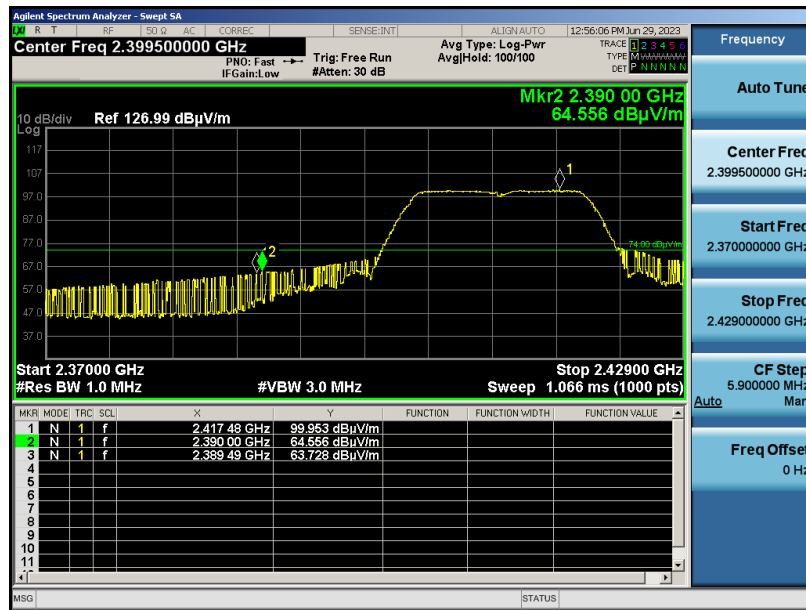 Agilent Spectrum Analyzer - Swept SA
LXI R T RF 50 Ω AC CORREC SENSE:INT ALIGN AUTO 12:56:06 PM Jun 29, 2023
Center Freq 2.399500000 GHz
PNO: Fast
IFGain:Low
Trig: Free Run
#Atten: 30 dB
Avg Type: Log-Pwr
Avg|Hold: 100/100
TRACE 1 2 3 4 5 6
TYPE M W W W W W
DET P N N N N N
Mkr2 2.390 00 GHz
64.556 dBµV/m
10 dB/div Ref 126.99 dBµV/m
Log
117
107
97.0
87.0
77.0
67.0
57.0
47.0
37.0
1
2
74.00 dBµV/m
Start 2.37000 GHz Stop 2.42900 GHz
#Res BW 1.0 MHz #VBW 3.0 MHz Sweep 1.066 ms (1000 pts)
MKR MODE TRC SCL X Y FUNCTION FUNCTION WIDTH FUNCTION VALUE
1 N 1 f 2.417 48 GHz 99.953 dBµV/m
2 N 1 f 2.390 00 GHz 64.556 dBµV/m
3 N 1 f 2.389 49 GHz 63.728 dBµV/m
4
5
6
7
8
9
10
11
MSG STATUS
Frequency
Auto Tune
Center Freq
2.399500000 GHz
Start Freq
2.370000000 GHz
Stop Freq
2.429000000 GHz
CF Step
5.900000 MHz
Auto Man
Freq Offset
0 Hz